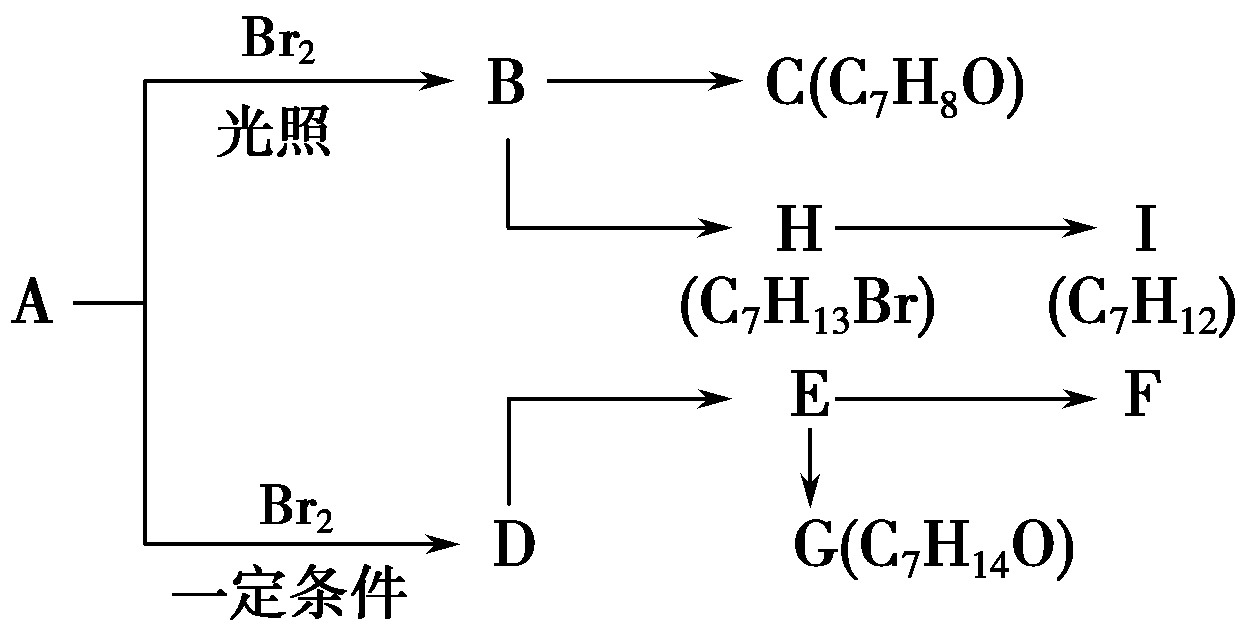 Br₂
光照
B
C(C₇H₈O)
H
(C₇H₁₃Br)
I
(C₇H₁₂)
A
E
F
Br₂
一定条件
D
G(C₇H₁₄O)